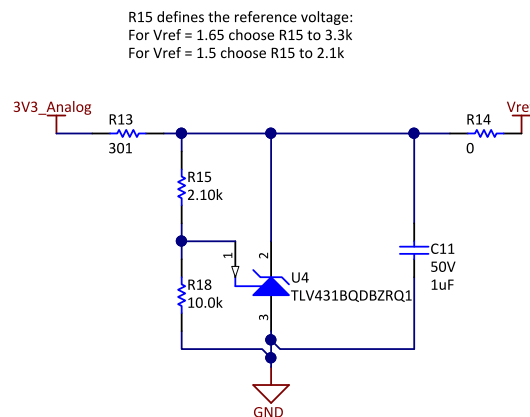 R15 defines the reference voltage:
For Vref = 1.65 choose R15 to 3.3k
For Vref = 1.5 choose R15 to 2.1k
3V3_Analog
R13
301
R14
0
Vref
R15
2.10k
1
2
R18
10.0k
U4
TLV431BQDBZRQ1
3
C11
50V
1uF
GND